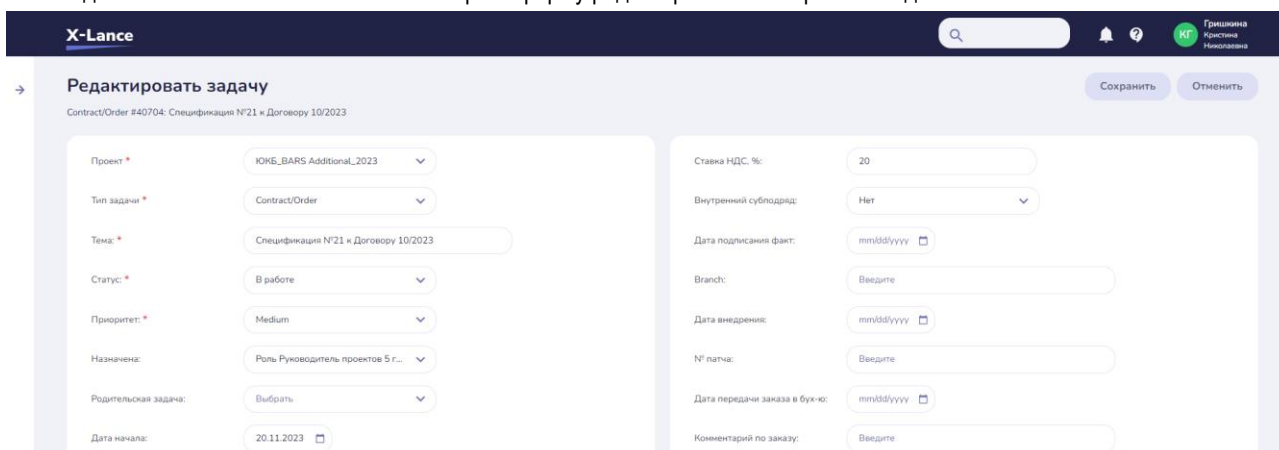 X-Lance
КГ
Гришкина
Кристина
Николаевна
Редактировать задачу
Сохранить
Отменить
Contract/Order #40704: Спецификация №21 к Договору 10/2023
Проект *
ЮКБ_BARS Additional_2023
Тип задачи *
Contract/Order
Тема: *
Спецификация №21 к Договору 10/2023
Статус: *
В работе
Приоритет: *
Medium
Назначена:
Роль Руководитель проектов 5 г...
Родительская задача:
Выбрать
Дата начала:
20.11.2023
Ставка НДС, %:
20
Внутренний субподряд:
Нет
Дата подписания факт:
mm/dd/yyyy
Branch:
Введите
Дата внедрения:
mm/dd/yyyy
№ патча:
Введите
Дата передачи заказа в бух-ю:
mm/dd/yyyy
Комментарий по заказу:
Введите